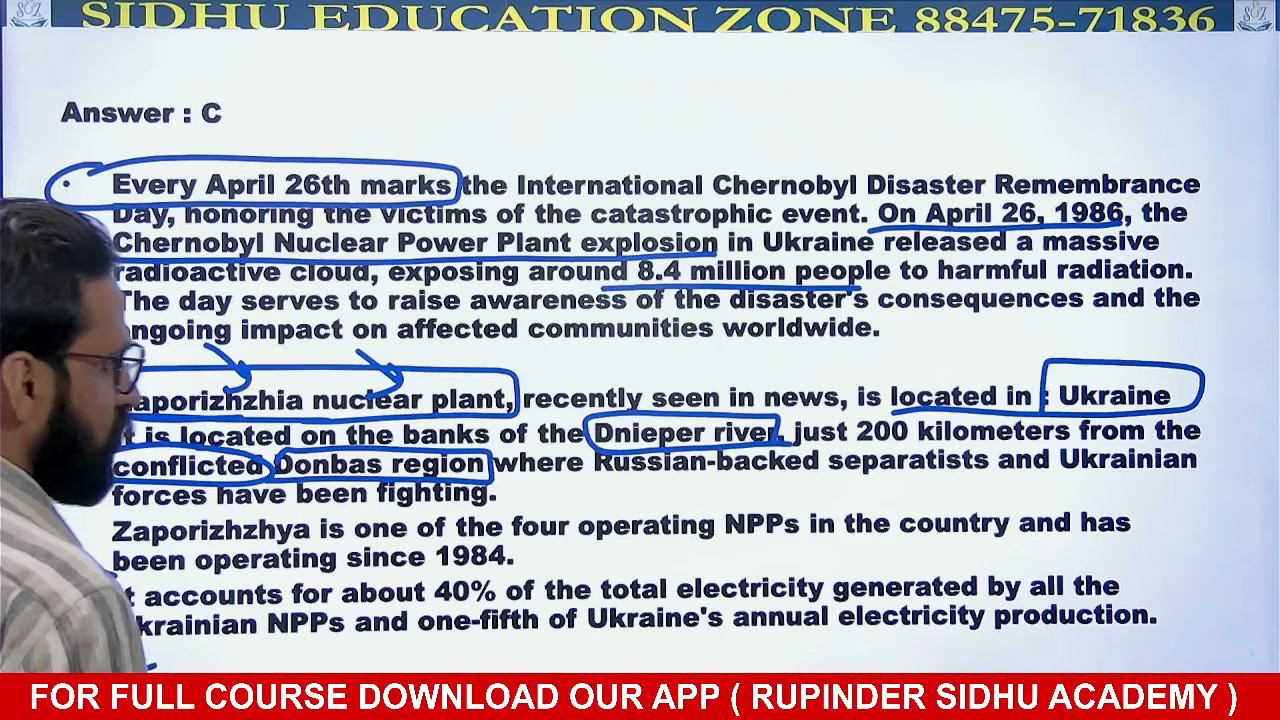 SIDHU EDUCATION ZONE 88475-71836
Answer : C
Every April 26th marks the International Chernobyl Disaster Remembrance
Day, honoring the victims of the catastrophic event. On April 26, 1986, the
Chernobyl Nuclear Power Plant explosion in Ukraine released a massive
radioactive cloud, exposing around 8.4 million people to harmful radiation.
The day serves to raise awareness of the disaster's consequences and the
ongoing impact on affected communities worldwide.
aporizhzhia nuclear plant, recently seen in news, is located in : Ukraine
It is located on the banks of the Dnieper river, just 200 kilometers from the
conflicted Donbas region where Russian-backed separatists and Ukrainian
forces have been fighting.
Zaporizhzhya is one of the four operating NPPs in the country and has
been operating since 1984.
t accounts for about 40% of the total electricity generated by all the
krainian NPPs and one-fifth of Ukraine's annual electricity production.
FOR FULL COURSE DOWNLOAD OUR APP ( RUPINDER SIDHU ACADEMY )